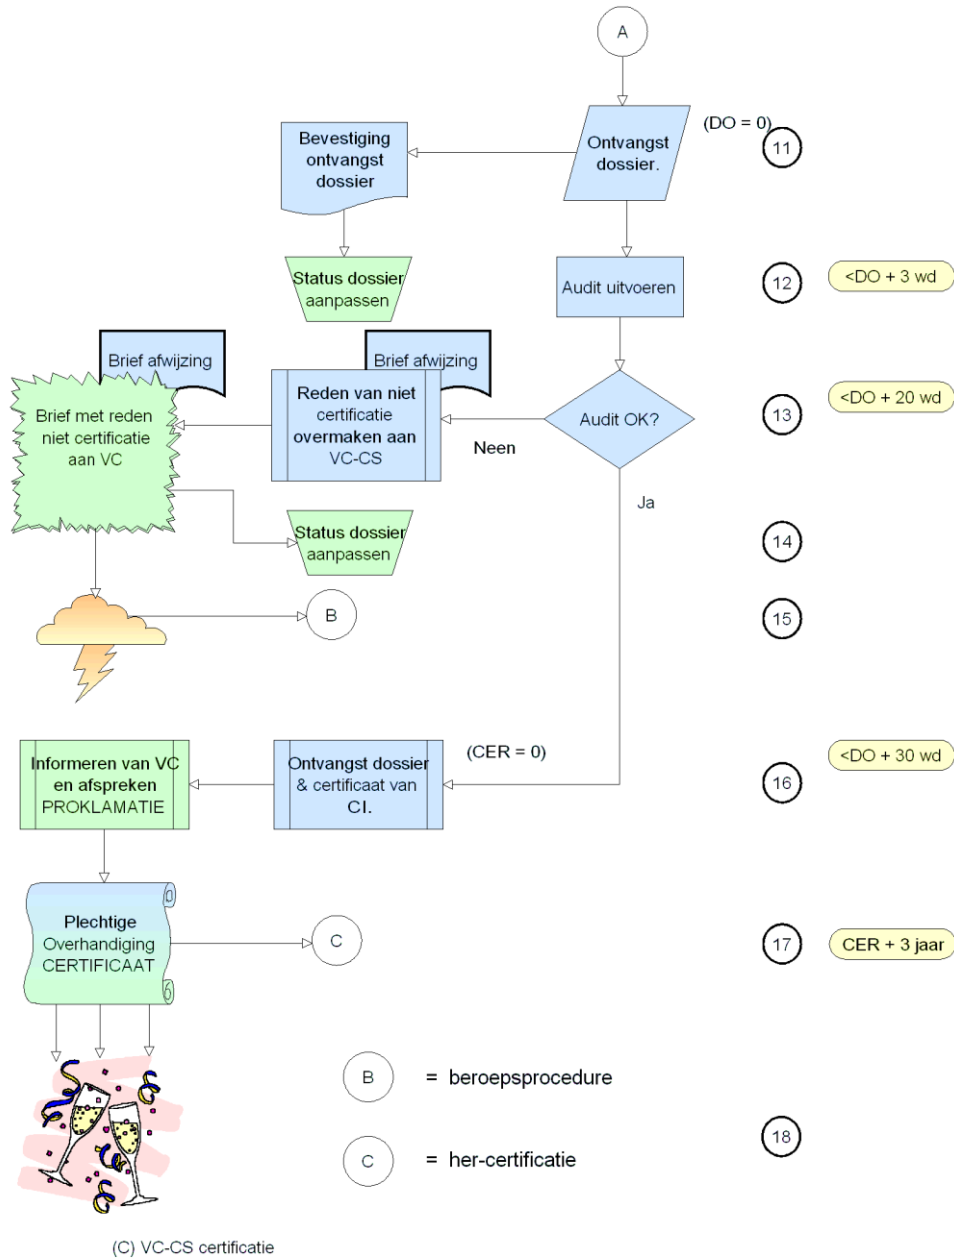 A
(DO = 0)
Bevestiging
ontvangst
dossier
Ontvangst
dossier.
11
Status dossier
aanpassen
Audit uitvoeren
12
<DO + 3 wd
Brief afwijzing
Brief afwijzing
Brief met reden
niet certificatie
aan VC
Reden van niet
certificatie
overmaken aan
VC-CS
Neen
Audit OK?
13
<DO + 20 wd
Ja
Status dossier
aanpassen
14
B
15
Informeren van VC
en afspreken
PROKLAMATIE
Ontvangst dossier
& certificaat van
CI.
(CER = 0)
16
<DO + 30 wd
Plechtige
Overhandiging
CERTIFICAAT
C
17
CER + 3 jaar
B = beroepsprocedure
C = her-certificatie
18
(C) VC-CS certificatie